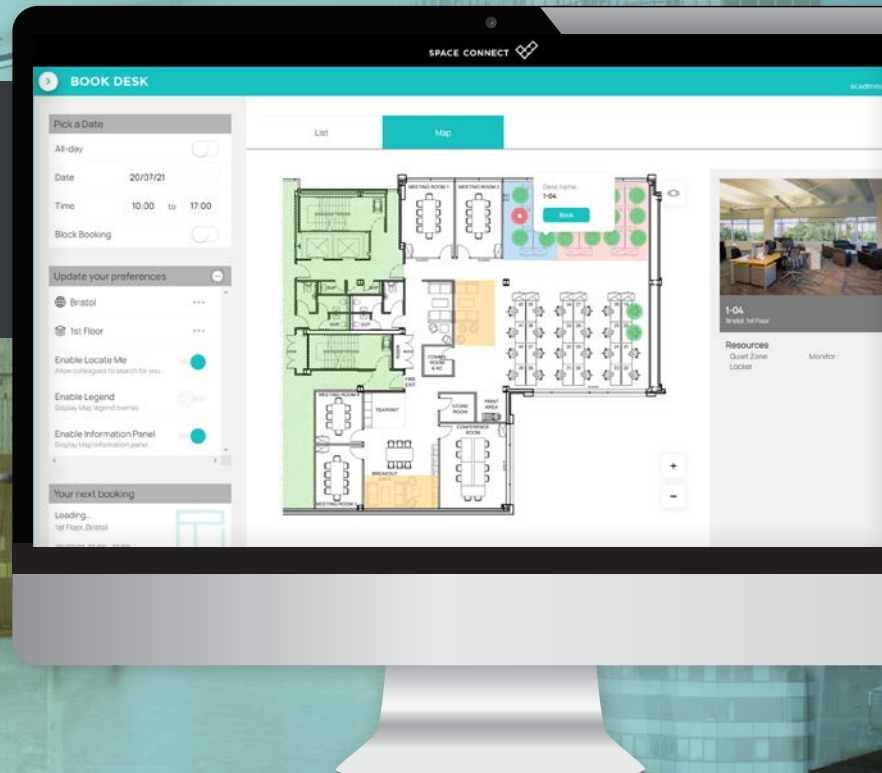 SPACE CONNECT
BOOK DESK
Pick a Date
All-day
Date 20/07/21
Time 10:00 to 17:00
Block Booking
Update your preferences
Bristol
1st Floor
Enable Locate Me
Allow colleagues to search for you.
Enable Legend
Display Map legend overlay.
Enable Information Panel
Display Map information panel.
Your next booking
Loading...
1st Floor, Bristol
List
Map
MEETING ROOM 1
MEETING ROOM 2
Desk name:
1-04
Book
COMMS
ROOM
& AC
FIRE
EXIT
TEAPOINT
STORE
ROOM
PRINT
AREA
CONFERENCE
ROOM
BREAKOUT
MEETING ROOM
+
-
1-04
Bristol, 1st Floor
Resources
Quiet Zone
Monitor
Locker